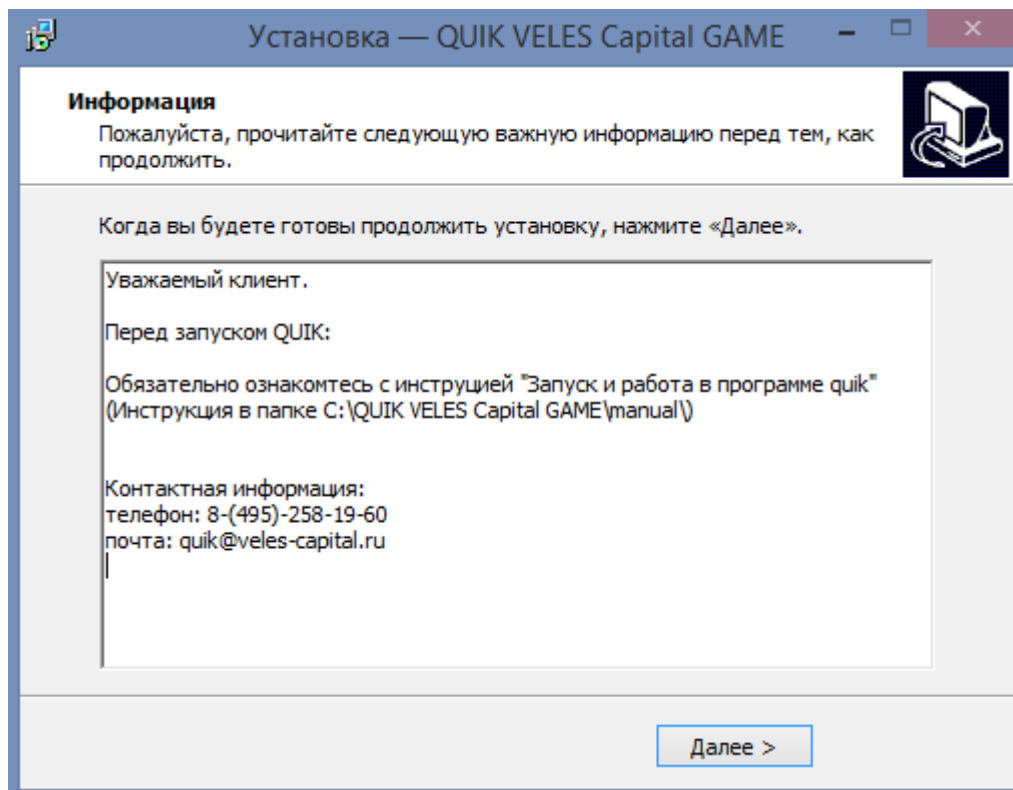 Установка — QUIK VELES Capital GAME
Информация
Пожалуйста, прочитайте следующую важную информацию перед тем, как
продолжить.
Когда вы будете готовы продолжить установку, нажмите «Далее».
Уважаемый клиент.
Перед запуском QUIK:
Обязательно ознакомтесь с инструцией "Запуск и работа в программе quik"
(Инструкция в папке C:\QUIK VELES Capital GAME\manual\)
Контактная информация:
телефон: 8-(495)-258-19-60
почта: quik@veles-capital.ru
Далее >